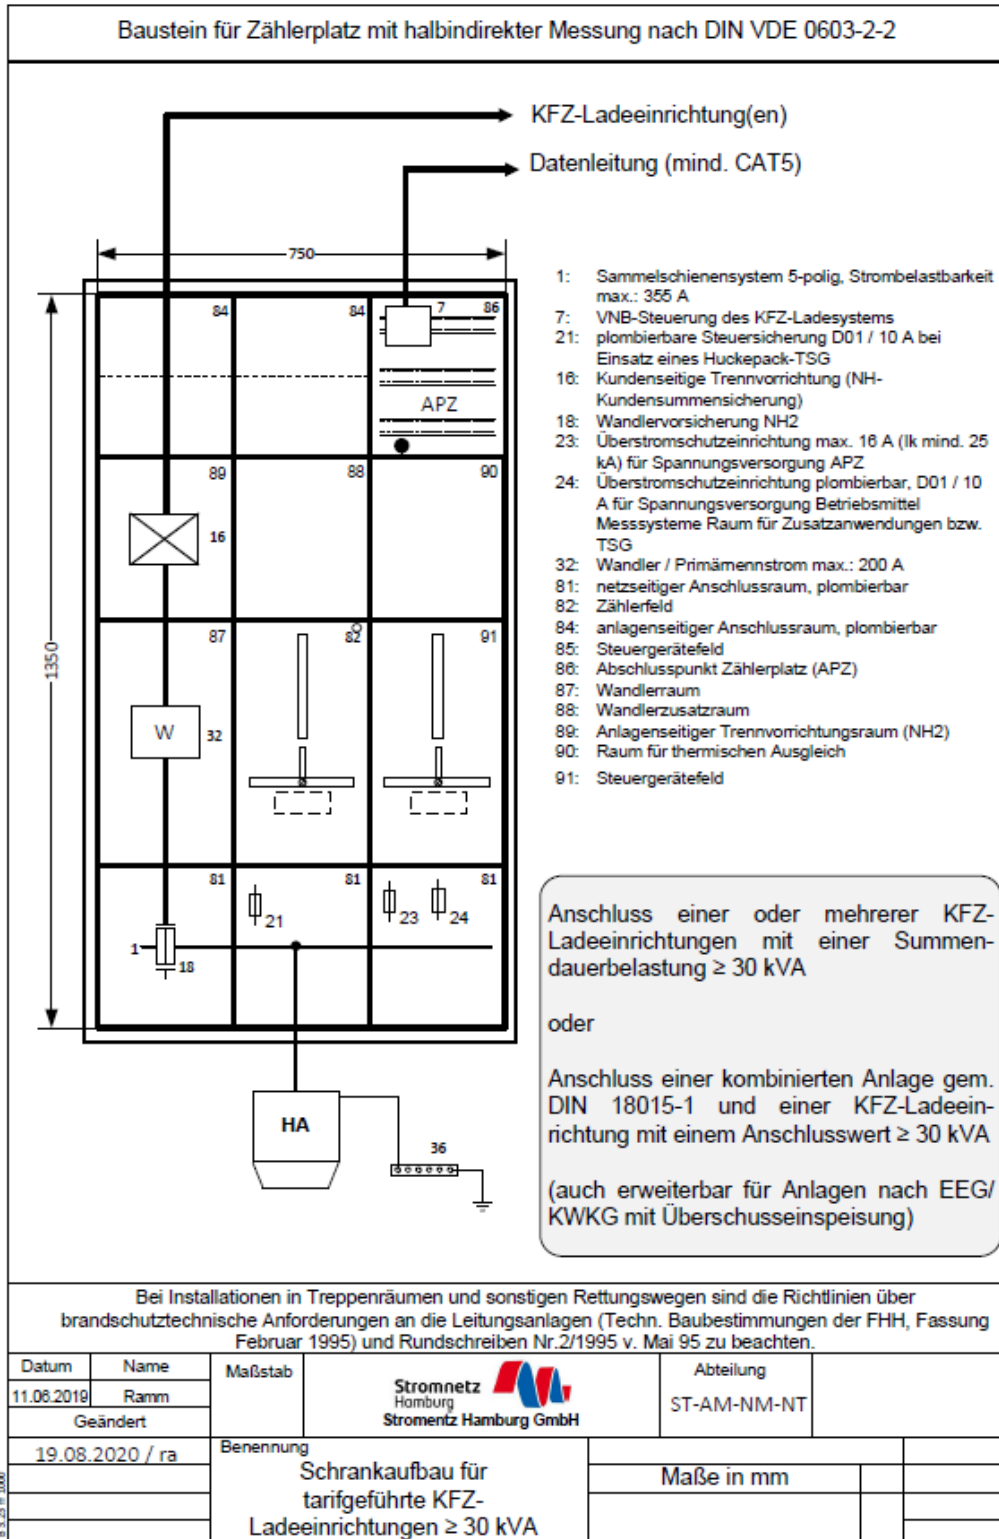 Baustein für Zählerplatz mit halbindirekter Messung nach DIN VDE 0603-2-2
KFZ-Ladeeinrichtung(en)
Datenleitung (mind. CAT5)
750
1350
84
84
7
86
APZ
89
88
90
16
87
82
91
W
32
81
81
81
21
23
24
1
18
HA
36
1: Sammelschienensystem 5-polig, Strombelastbarkeit
max.: 355 A
7: VNB-Steuerung des KFZ-Ladesystems
21: plombierbare Steuersicherung D01 / 10 A bei
Einsatz eines Huckepack-TSG
16: Kundenseitige Trennvorrichtung (NH-
Kundensummensicherung)
18: Wandlervorsicherung NH2
23: Überstromschutzeinrichtung max. 16 A (Ik mind. 25
kA) für Spannungsversorgung APZ
24: Überstromschutzeinrichtung plombierbar, D01 / 10
A für Spannungsversorgung Betriebsmittel
Messsysteme Raum für Zusatzanwendungen bzw.
TSG
32: Wandler / Primärnennstrom max.: 200 A
81: netzseitiger Anschlussraum, plombierbar
82: Zählerfeld
84: anlagenseitiger Anschlussraum, plombierbar
85: Steuergerätefeld
86: Abschlusspunkt Zählerplatz (APZ)
87: Wandlerraum
88: Wandlerzusatzraum
89: Anlagenseitiger Trennvorrichtungsraum (NH2)
90: Raum für thermischen Ausgleich
91: Steuergerätefeld
Anschluss einer oder mehrerer KFZ-
Ladeeinrichtungen mit einer Summen-
dauerbelastung ≥ 30 kVA
oder
Anschluss einer kombinierten Anlage gem.
DIN 18015-1 und einer KFZ-Ladeein-
richtung mit einem Anschlusswert ≥ 30 kVA
(auch erweiterbar für Anlagen nach EEG/
KWKG mit Überschusseinspeisung)
Bei Installationen in Treppenräumen und sonstigen Rettungswegen sind die Richtlinien über
brandschutztechnische Anforderungen an die Leitungsanlagen (Techn. Baubestimmungen der FHH, Fassung
Februar 1995) und Rundschreiben Nr.2/1995 v. Mai 95 zu beachten.
Datum
Name
11.06.2019
Ramm
Geändert
19.08.2020 / ra
Maßstab
Stromnetz
Hamburg
Stromentz Hamburg GmbH
Abteilung
ST-AM-NM-NT
Benennung
Schrankaufbau für
tarifgeführte KFZ-
Ladeeinrichtungen ≥ 30 kVA
Maße in mm